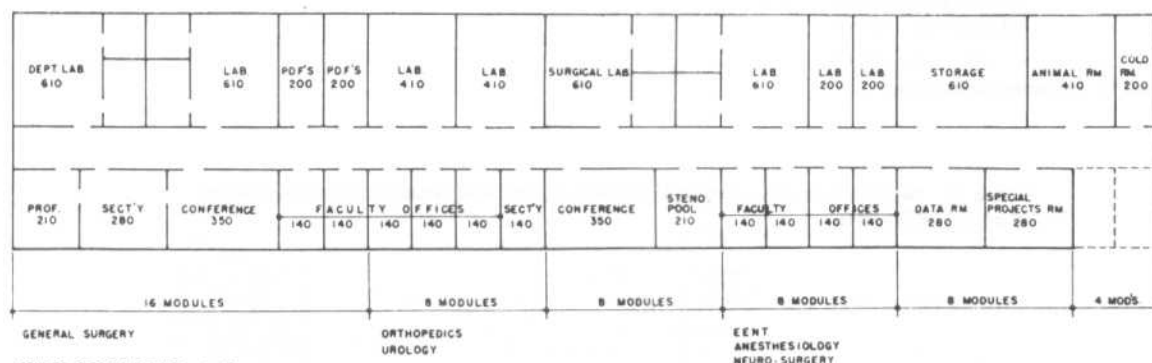 DEPT LAB
610
LAB
610
PDF'S
200
PDF'S
200
LAB
410
LAB
410
SURGICAL LAB
610
LAB
610
LAB
200
LAB
200
STORAGE
610
ANIMAL RM.
410
COLD
RM.
200
PROF.
210
SECT'Y
280
CONFERENCE
350
FACULTY OFFICES
140 140 140 140 140
SECT'Y
140
CONFERENCE
350
STENO.
POOL
210
FACULTY OFFICES
140 140 140 140
DATA RM
280
SPECIAL
PROJECTS RM.
280
16 MODULES
8 MODULES
8 MODULES
8 MODULES
8 MODULES
4 MOD'S
GENERAL SURGERY
ORTHOPEDICS
UROLOGY
EENT
ANESTHESIOLOGY
NEURO-SURGERY